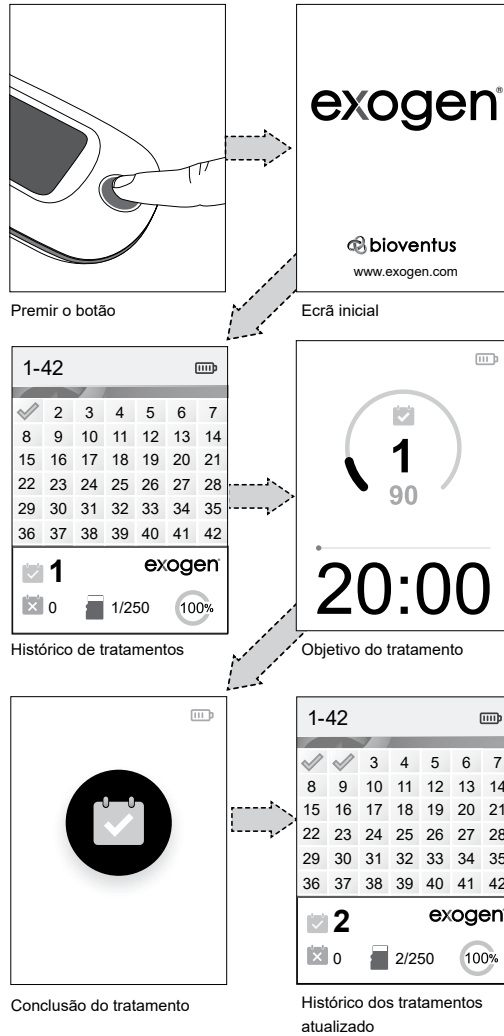 exogen®
bioventus
www.exogen.com
Premir o botão
Ecrã inicial
1-42
2 3 4 5 6 7
8 9 10 11 12 13 14
15 16 17 18 19 20 21
22 23 24 25 26 27 28
29 30 31 32 33 34 35
36 37 38 39 40 41 42
1 exogen
0 1/250 100%
Histórico de tratamentos
1
90
20:00
Objetivo do tratamento
Conclusão do tratamento
1-42
3 4 5 6 7
8 9 10 11 12 13 14
15 16 17 18 19 20 21
22 23 24 25 26 27 28
29 30 31 32 33 34 35
36 37 38 39 40 41 42
2 exogen
0 2/250 100%
Histórico dos tratamentos
atualizado